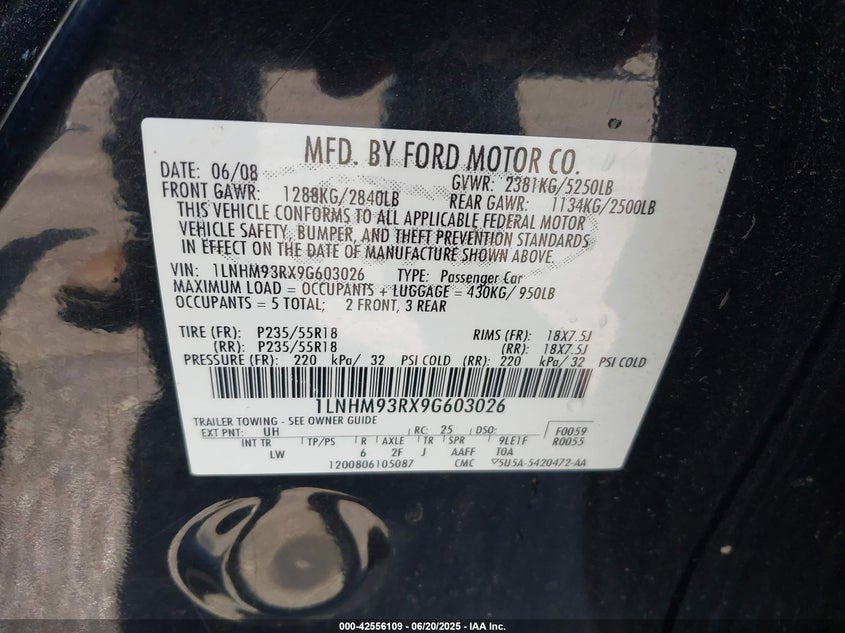 MFD. BY FORD MOTOR CO.
DATE: 06/08 GVWR: 2381KG/5250LB
FRONT GAWR: 1288KG/2840LB REAR GAWR: 1134KG/2500LB
THIS VEHICLE CONFORMS TO ALL APPLICABLE FEDERAL MOTOR
VEHICLE SAFETY, BUMPER, AND THEFT PREVENTION STANDARDS
IN EFFECT ON THE DATE OF MANUFACTURE SHOWN ABOVE.
VIN: 1LNHM93RX9G603026 TYPE: Passenger Car
MAXIMUM LOAD = OCCUPANTS + LUGGAGE = 430KG/ 950LB
OCCUPANTS = 5 TOTAL; 2 FRONT, 3 REAR
TIRE (FR): P235/55R18 RIMS (FR): 18X7.5J
(RR): P235/55R18 (RR): 18X7.5J
PRESSURE (FR): 220 kPa/ 32 PSI COLD (RR): 220 kPa/ 32 PSI COLD
1LNHM93RX9G603026
TRAILER TOWING - SEE OWNER GUIDE
EXT PNT: UH RC: 25 DSO: F0059
INT TR TP/PS R AXLE TR SPR 9LE1F R0055
LW 6 2F J AAFF TOA
1200806105087 CMC 5U5A-5420472-AA
000-42556109 - 06/20/2025 - IAA Inc.